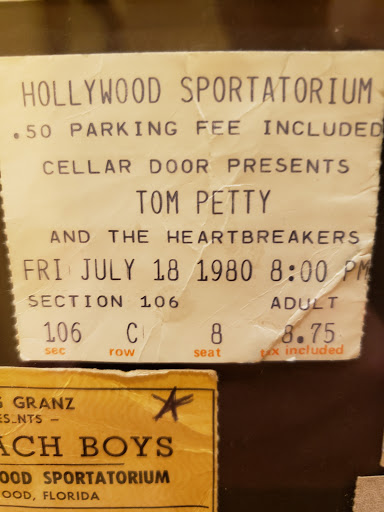 HOLLYWOOD SPORTATORIUM
.50 PARKING FEE INCLUDED
CELLAR DOOR PRESENTS
TOM PETTY
AND THE HEARTBREAKERS
FRI JULY 18 1980 8:00 PM
SECTION 106 ADULT
106 C 8 8.75
sec row seat tax included
GRANZ
ACH BOYS
OOD SPORTATORIUM
OOD, FLORIDA